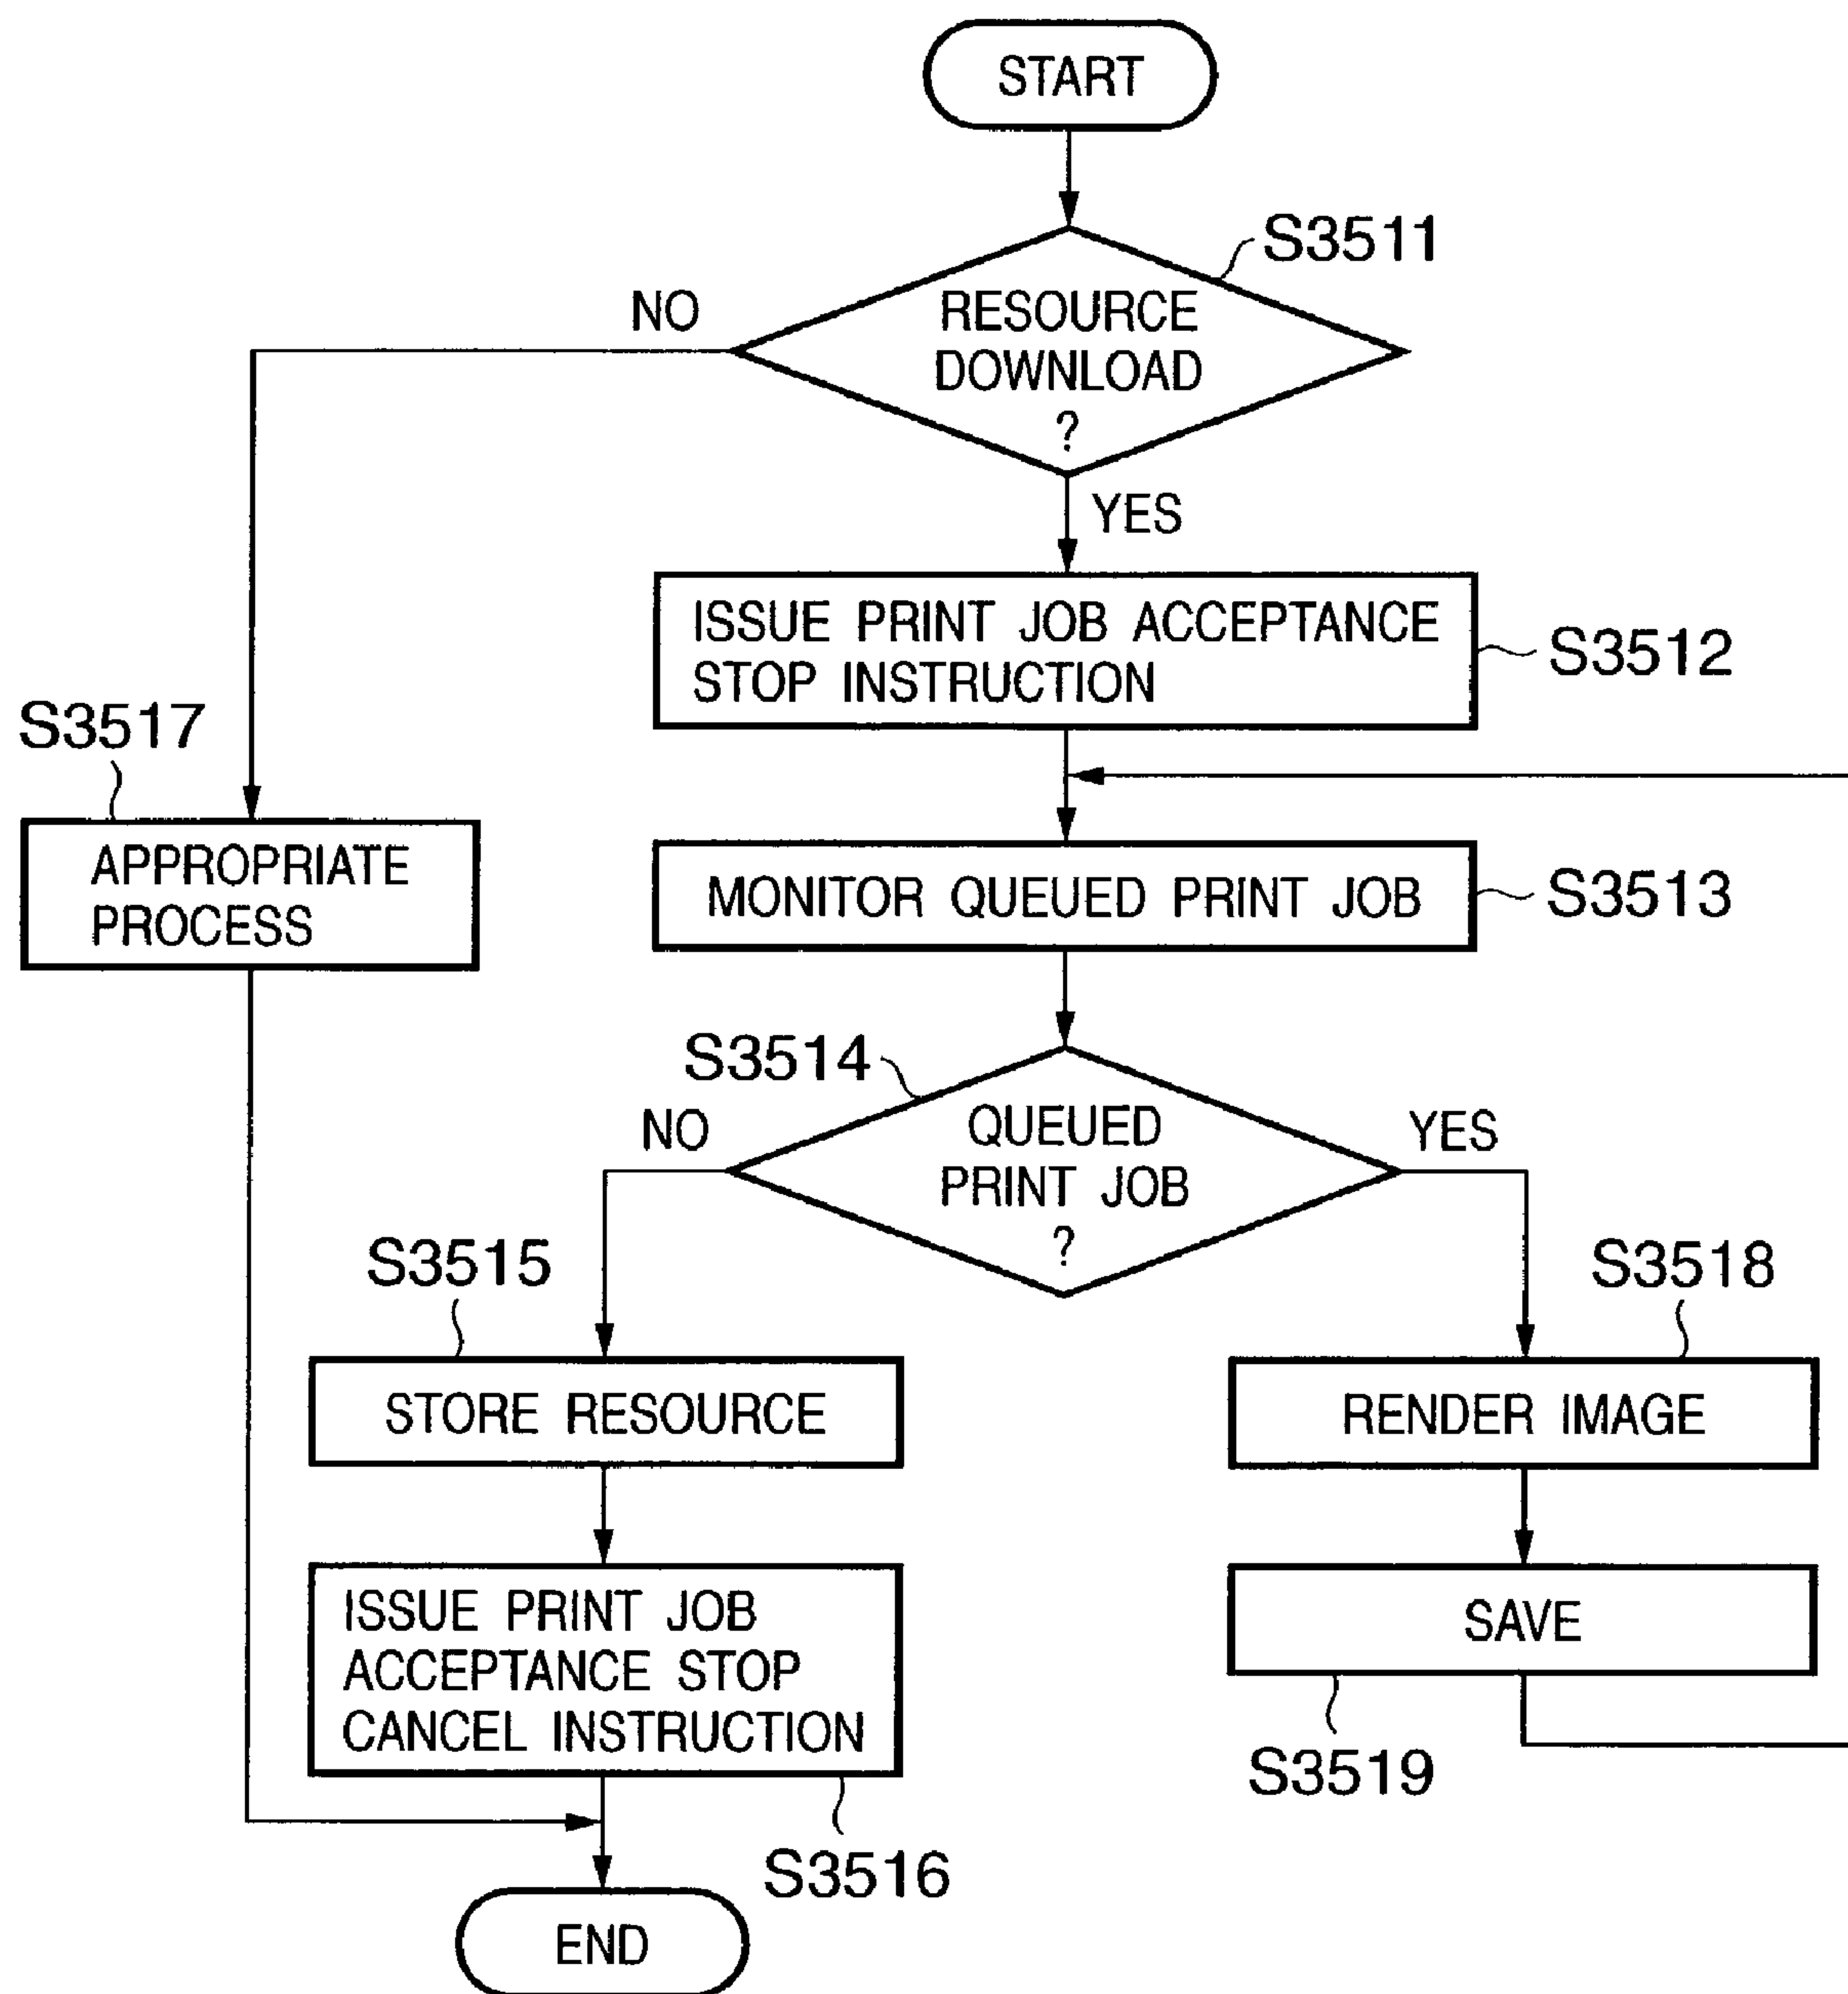 START
S3511
NO
RESOURCE
DOWNLOAD
?
YES
ISSUE PRINT JOB ACCEPTANCE
STOP INSTRUCTION
S3512
S3517
APPROPRIATE
PROCESS
MONITOR QUEUED PRINT JOB
S3513
S3514
NO
QUEUED
PRINT JOB
?
YES
S3515
S3518
STORE RESOURCE
RENDER IMAGE
ISSUE PRINT JOB
ACCEPTANCE STOP
CANCEL INSTRUCTION
SAVE
S3519
S3516
END